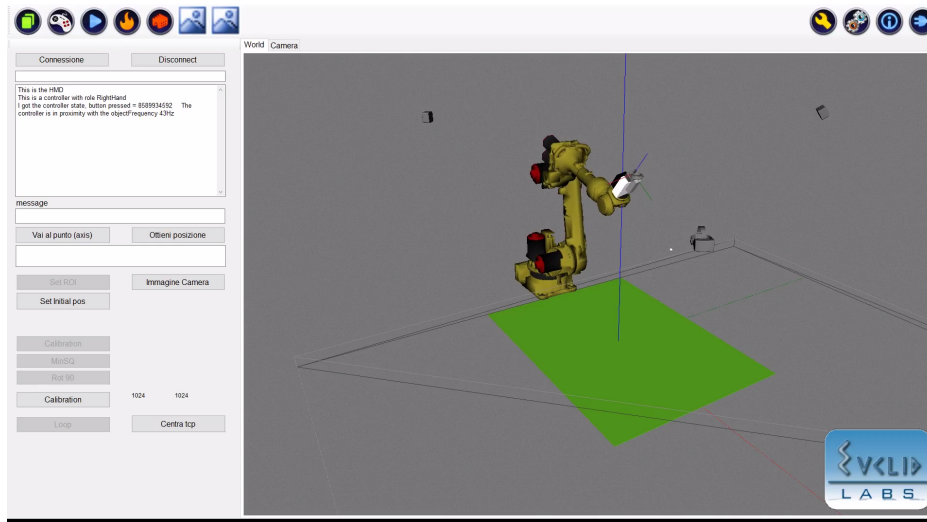 World Camera
Connessione Disconnect
This is the HMD
This is a controller with role RightHand
I got the controller state, button pressed = 8589934592 The
controller is in proximity with the objectFrequency 43Hz
message
Vai al punto (axis) Ottieni posizione
Set ROI Immagine Camera
Set Initial pos
Calibration
MinSQ
Rot 90
Calibration 1024 1024
Loop Centra tcp
EVCLID
LABS